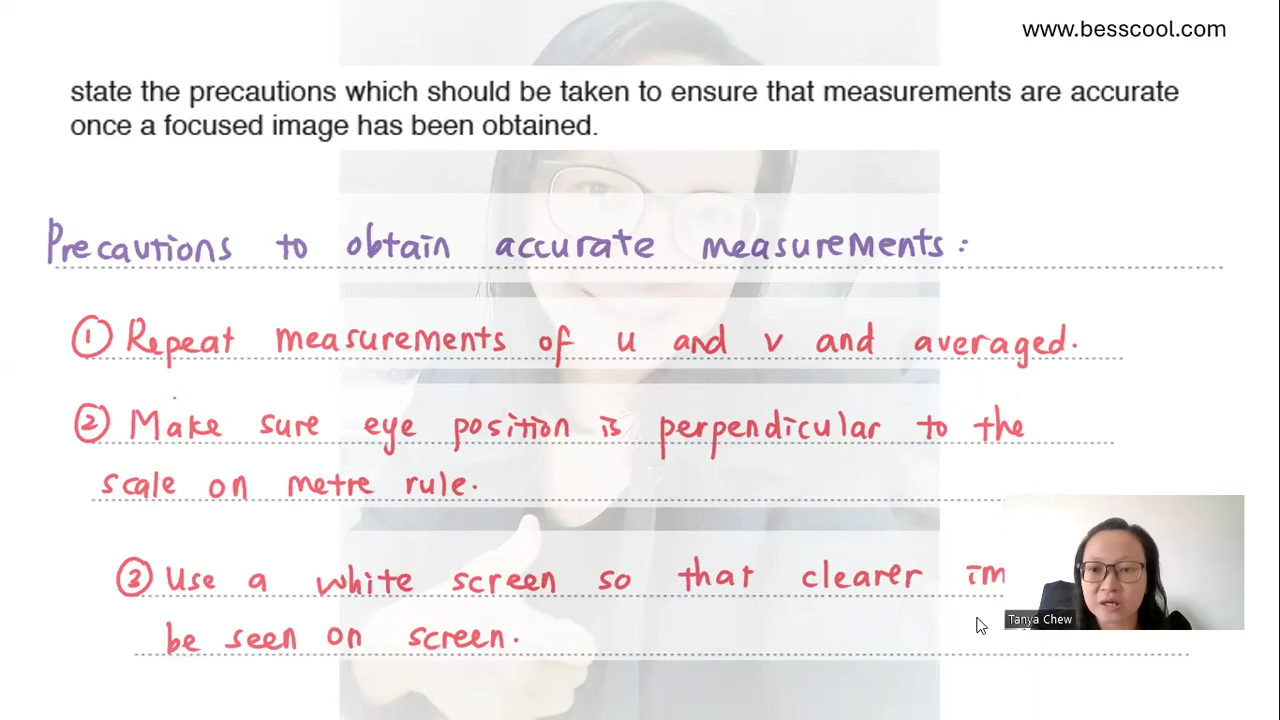 www.besscool.com
state the precautions which should be taken to ensure that measurements are accurate
once a focused image has been obtained.
Precautions to obtain accurate measurements:
① Repeat measurements of u and v and averaged.
② Make sure eye position is perpendicular to the
scale on metre rule.
③ Use a white screen so that clearer im
be seen on screen.
Tanya Chew